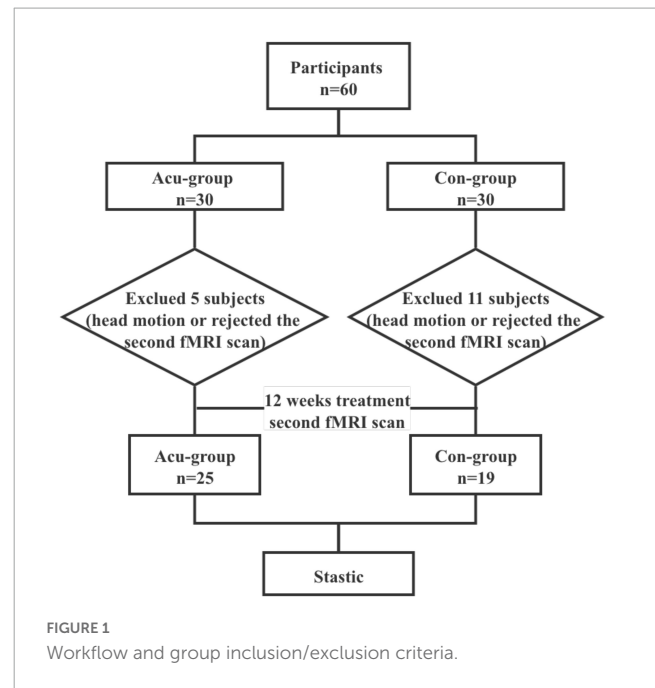 Participants
n=60
Acu-group
n=30
Con-group
n=30
Exclued 5 subjects
(head motion or rejected the
second fMRI scan)
Exclued 11 subjects
(head motion or rejected the
second fMRI scan)
12 weeks treatment
second fMRI scan
Acu-group
n=25
Con-group
n=19
Stastic
FIGURE 1
Workflow and group inclusion/exclusion criteria.